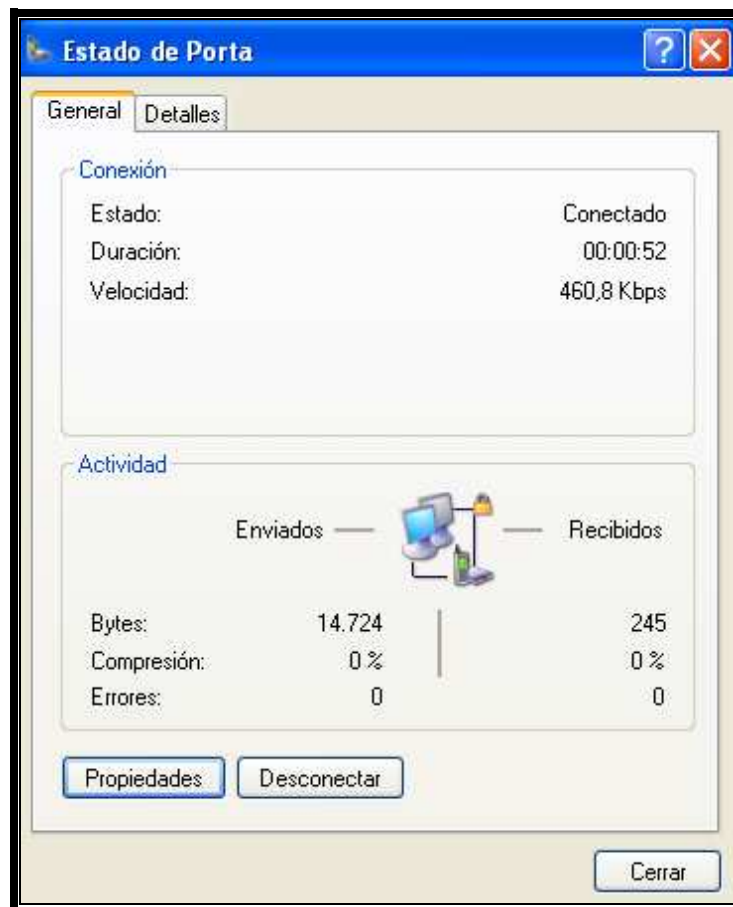 Estado de Porta
General Detalles
Conexión
Estado: Conectado
Duración: 00:00:52
Velocidad: 460,8 Kbps
Actividad
Enviados Recibidos
Bytes: 14.724 245
Compresión: 0 % 0 %
Errores: 0 0
Propiedades Desconectar
Cerrar